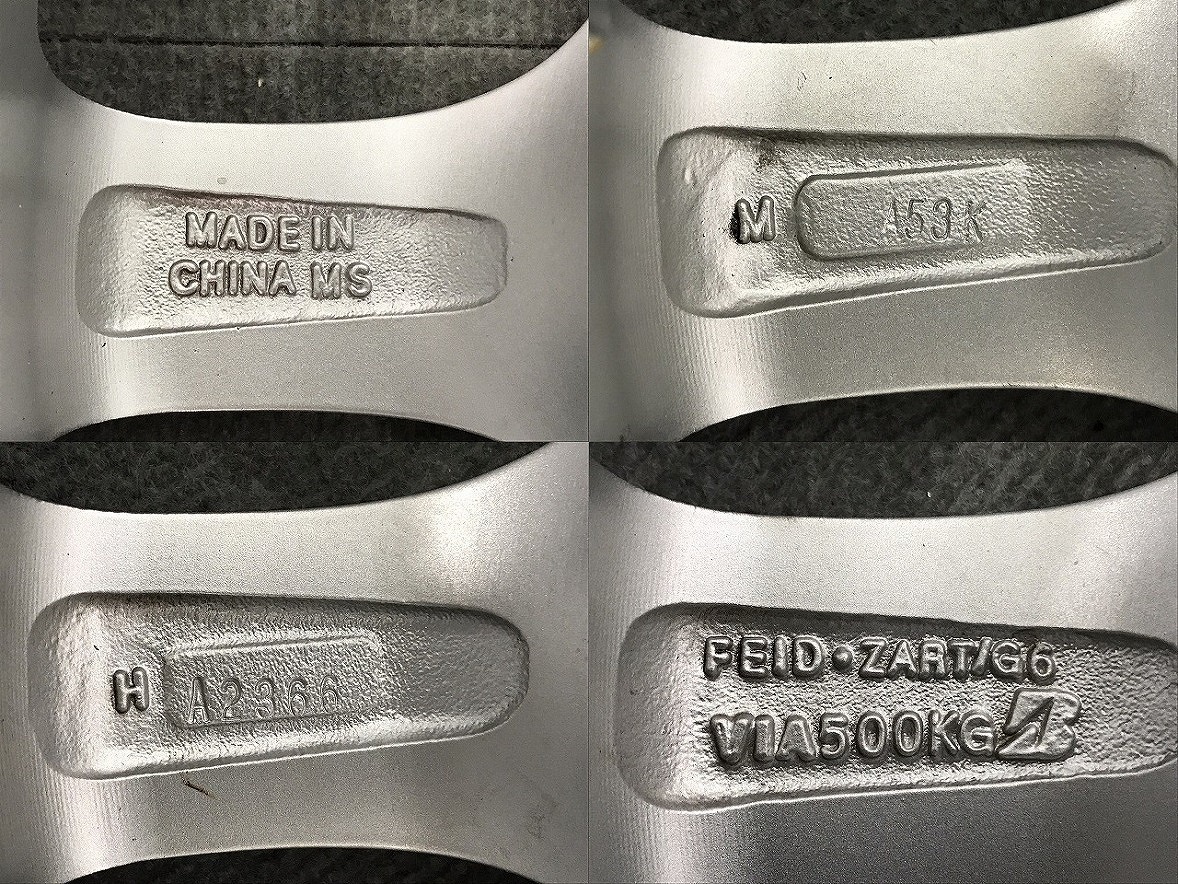 MADE IN
CHINA MS
M A53K
H A2366
FEID・ZART/G6
VIA500KG B